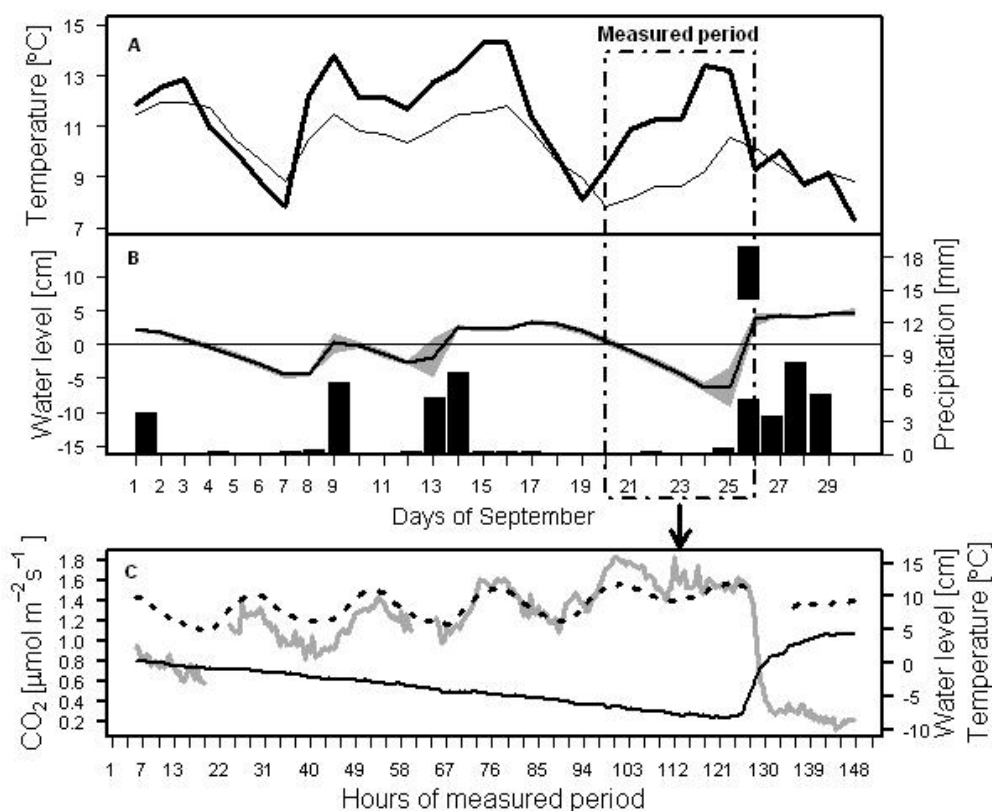 15
13
11
9
7
Temperature [ºC]
A
Measured period
B
10
5
0
-5
-10
-15
Water level [cm]
18
15
12
9
6
3
0
Precipitation [mm]
1 2 3 4 5 6 7 8 9 11 13 15 17 19 21 23 25 27 29
Days of September
C
1.8
1.6
1.4
1.2
1.0
0.8
0.6
0.4
0.2
CO₂ [μmol m⁻²s⁻¹]
15
10
5
0
-5
-10
Water level [cm]
Temperature [ºC]
1 7 13 22 31 40 49 58 67 76 85 94 103 112 121 130 139 148
Hours of measured period